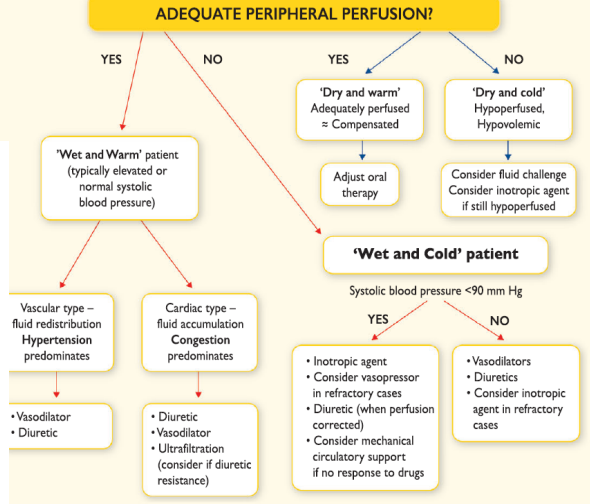 ADEQUATE PERIPHERAL PERFUSION?
YES
NO
YES
NO
'Dry and warm'
Adequately perfused
≈ Compensated
'Dry and cold'
Hypoperfused,
Hypovolemic
'Wet and Warm' patient
(typically elevated or
normal systolic
blood pressure)
Adjust oral
therapy
Consider fluid challenge
Consider inotropic agent
if still hypoperfused
'Wet and Cold' patient
Systolic blood pressure <90 mm Hg
YES
NO
Vascular type –
fluid redistribution
Hypertension
predominates
Cardiac type –
fluid accumulation
Congestion
predominates
• Inotropic agent
• Consider vasopressor
in refractory cases
• Diuretic (when perfusion
corrected)
• Consider mechanical
circulatory support
if no response to drugs
• Vasodilators
• Diuretics
• Consider inotropic
agent in refractory
cases
• Vasodilator
• Diuretic
• Diuretic
• Vasodilator
• Ultrafiltration
(consider if diuretic
resistance)